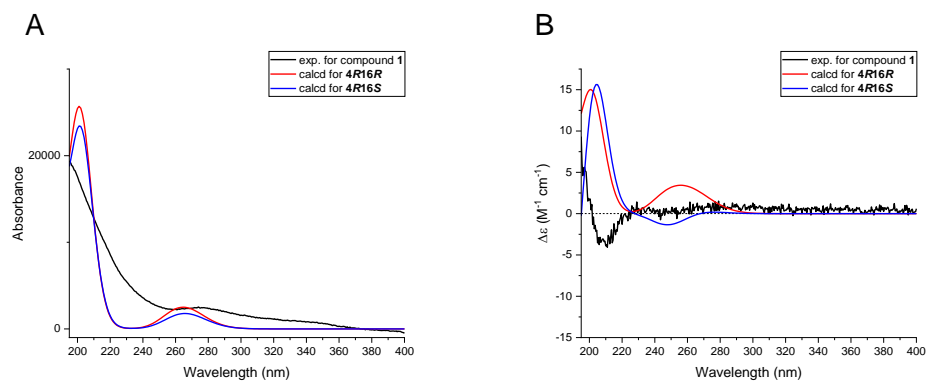 A
exp. for compound 1
calcd for 4R16R
calcd for 4R16S
20000
0
Absorbance
200 220 240 260 280 300 320 340 360 380 400
Wavelength (nm)
B
exp. for compound 1
calcd for 4R16R
calcd for 4R16S
15
10
5
0
-5
-10
-15
Δε (M⁻¹ cm⁻¹)
200 220 240 260 280 300 320 340 360 380 400
Wavelength (nm)